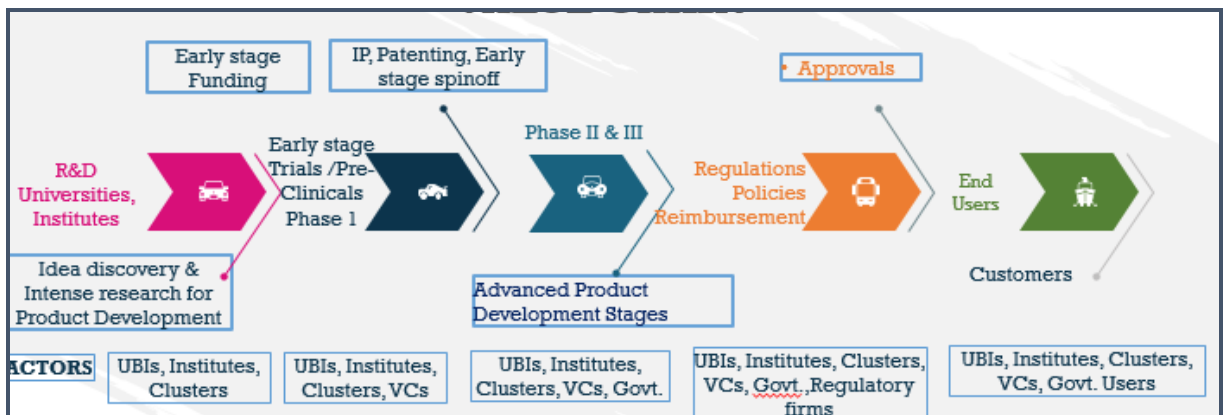 Early stage
Funding
IP, Patenting, Early
stage spinoff
• Approvals
R&D
Universities,
Institutes
Early stage
Trials /Pre-
Clinicals
Phase 1
Phase II & III
Regulations
Policies
Reimbursement
End
Users
Idea discovery &
Intense research for
Product Development
Advanced Product
Development Stages
Customers
ACTORS
UBIs, Institutes,
Clusters
UBIs, Institutes,
Clusters, VCs
UBIs, Institutes,
Clusters, VCs, Govt.
UBIs, Institutes, Clusters,
VCs, Govt. ,Regulatory
firms
UBIs, Institutes, Clusters,
VCs, Govt. Users